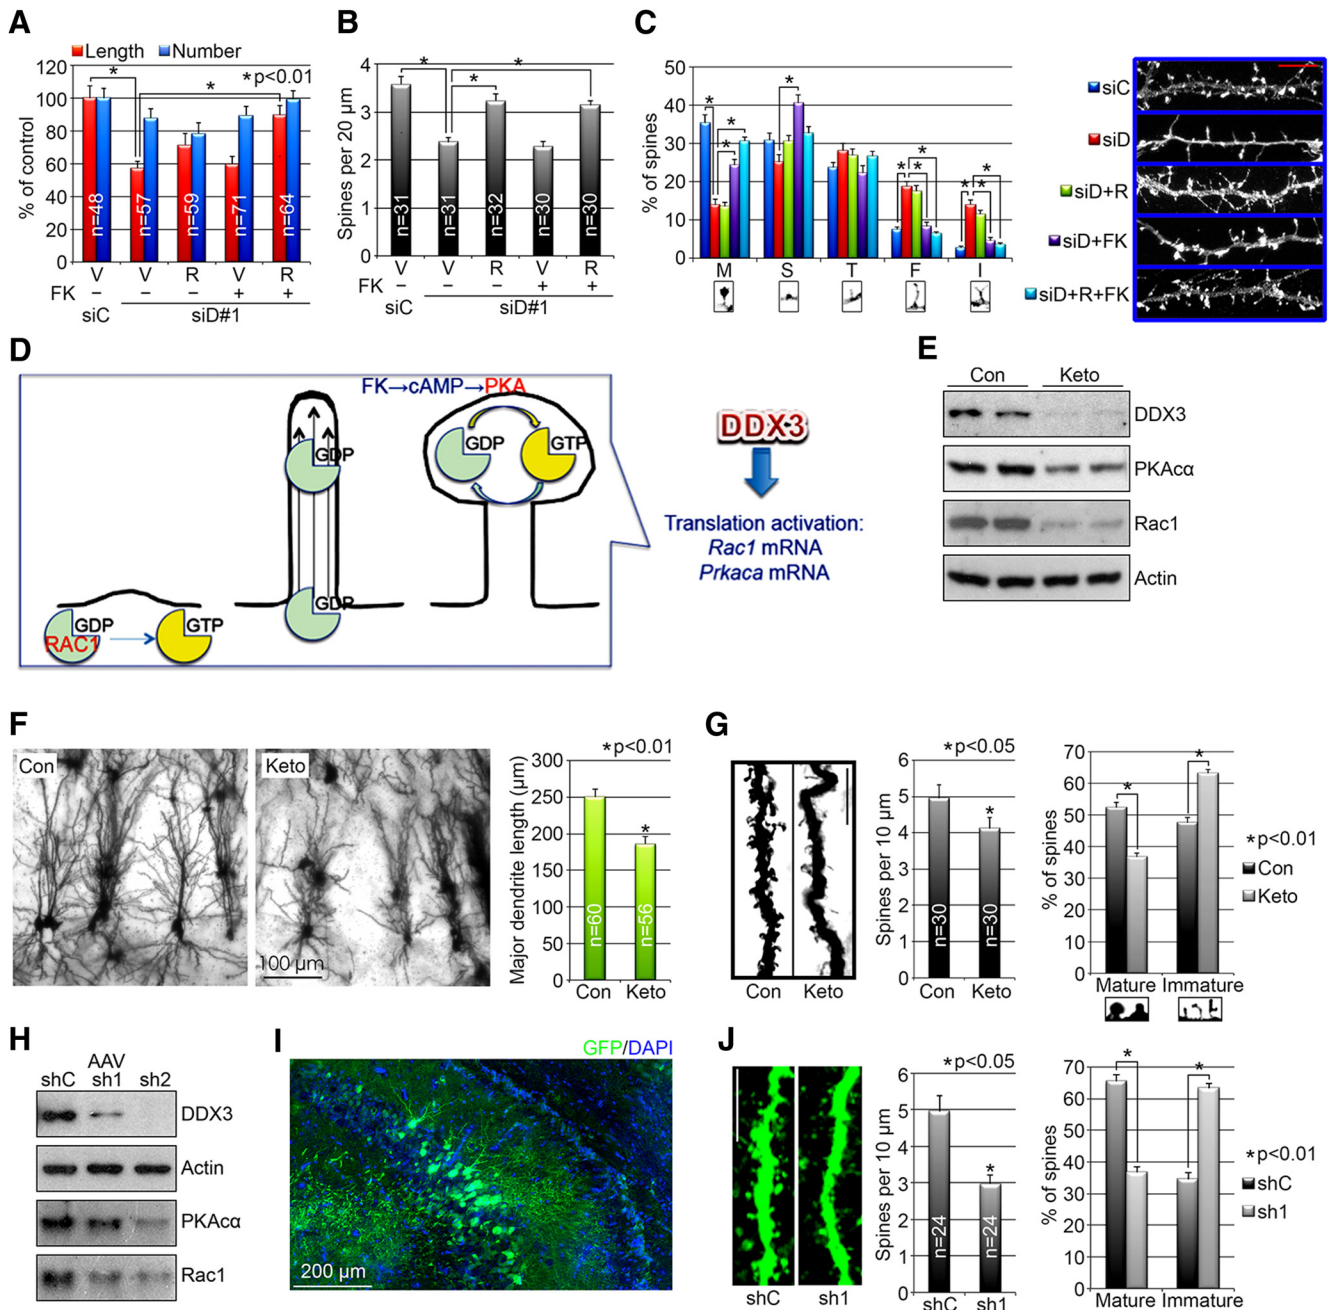 A
Length Number
*p<0.01
% of control
120
100
80
60
40
20
0
* *
n=48 n=57 n=59 n=71 n=64
V V R V R
FK – – – + +
siC siD#1
B
Spines per 20 µm
4
3
2
1
0
* * *
n=31 n=31 n=32 n=30 n=30
V V R V R
FK – – – + +
siC siD#1
C
% of spines
50
40
30
20
10
0
* * * * * * * * * *
M S T F I
siC
siD
siD+R
siD+FK
siD+R+FK
D
FK→cAMP→PKA
GDP GTP
GDP
GDP
GDP GTP
RAC1
DDX3
Translation activation:
Rac1 mRNA
Prkaca mRNA
E
Con Keto
DDX3
PKAcα
Rac1
Actin
F
Con Keto
100 µm
*p<0.01
Major dendrite length (µm)
300
250
200
150
100
50
0
*
n=60 n=56
Con Keto
G
Con Keto
*p<0.05
Spines per 10 µm
6
5
4
3
2
1
0
*
n=30 n=30
Con Keto
% of spines
70
60
50
40
30
20
10
0
* *
*p<0.01
Con
Keto
Mature Immature
H
AAV
shC sh1 sh2
DDX3
Actin
PKAcα
Rac1
I
GFP/DAPI
200 µm
J
shC sh1
*p<0.05
Spines per 10 µm
6
5
4
3
2
1
0
*
n=24 n=24
shC sh1
% of spines
70
60
50
40
30
20
10
0
* *
*p<0.01
shC
sh1
Mature Immature